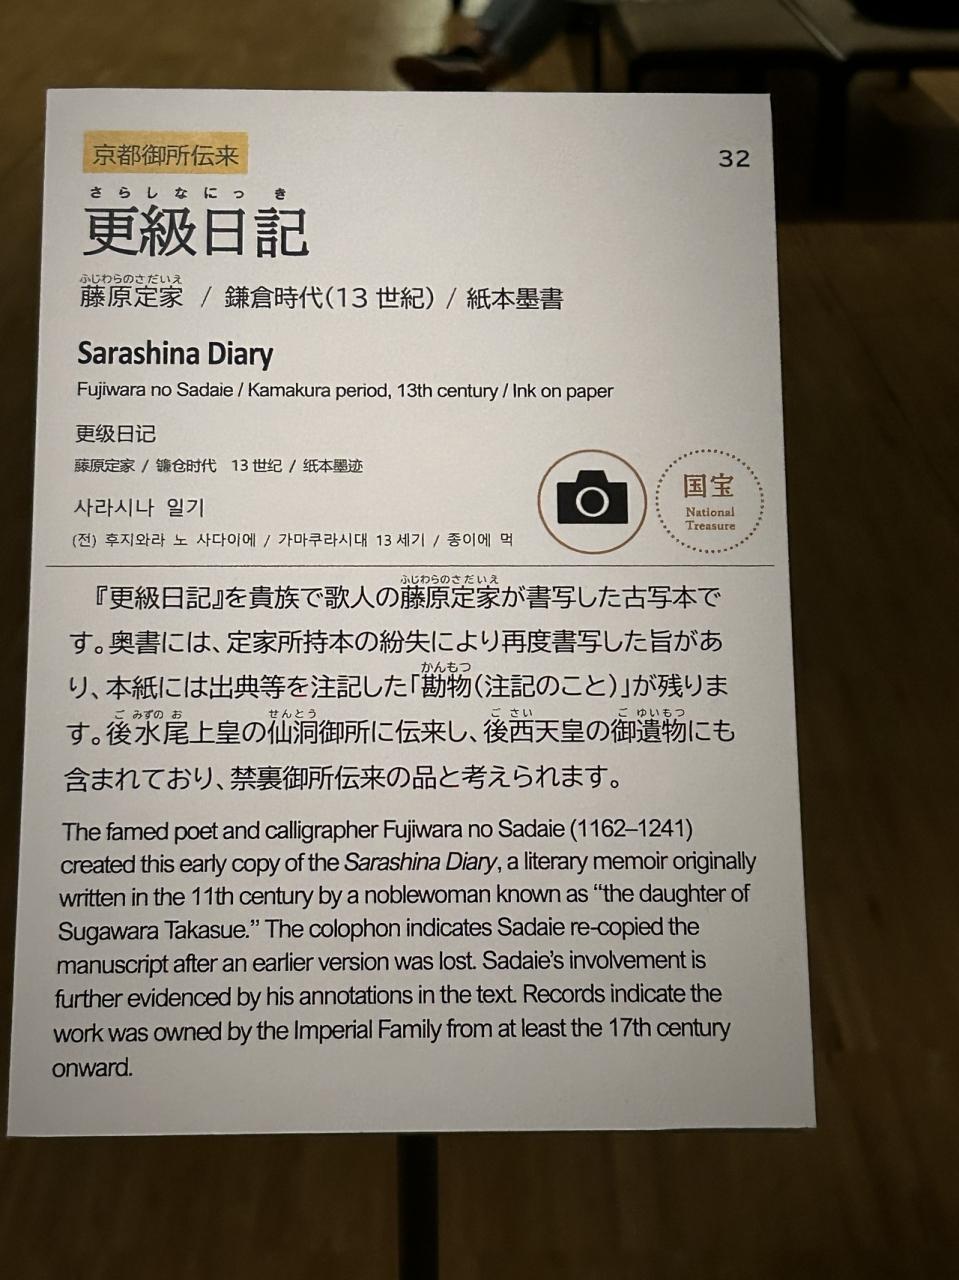 京都御所伝来
32
さらしなにっき
更級日記
ふじわらのさだいえ
藤原定家 / 鎌倉時代(13 世紀) / 紙本墨書
Sarashina Diary
Fujiwara no Sadaie / Kamakura period, 13th century / Ink on paper
更级日记
藤原定家 / 镰仓时代 13 世纪 / 纸本墨迹
사라시나 일기
(전) 후지와라 노 사다이에 / 가마쿠라시대 13 세기 / 종이에 먹
国宝
National
Treasure
ふじわらのさだいえ
『更級日記』を貴族で歌人の藤原定家が書写した古写本で
す。奥書には、定家所持本の紛失により再度書写した旨があ
かんもつ
り、本紙には出典等を注記した「勘物(注記のこと)」が残りま
ご みずの お せんとう ご さい ご ゆいもつ
す。後水尾上皇の仙洞御所に伝来し、後西天皇の御遺物にも
含まれており、禁裏御所伝来の品と考えられます。
The famed poet and calligrapher Fujiwara no Sadaie (1162–1241)
created this early copy of the Sarashina Diary, a literary memoir originally
written in the 11th century by a noblewoman known as “the daughter of
Sugawara Takasue.” The colophon indicates Sadaie re-copied the
manuscript after an earlier version was lost. Sadaie’s involvement is
further evidenced by his annotations in the text. Records indicate the
work was owned by the Imperial Family from at least the 17th century
onward.